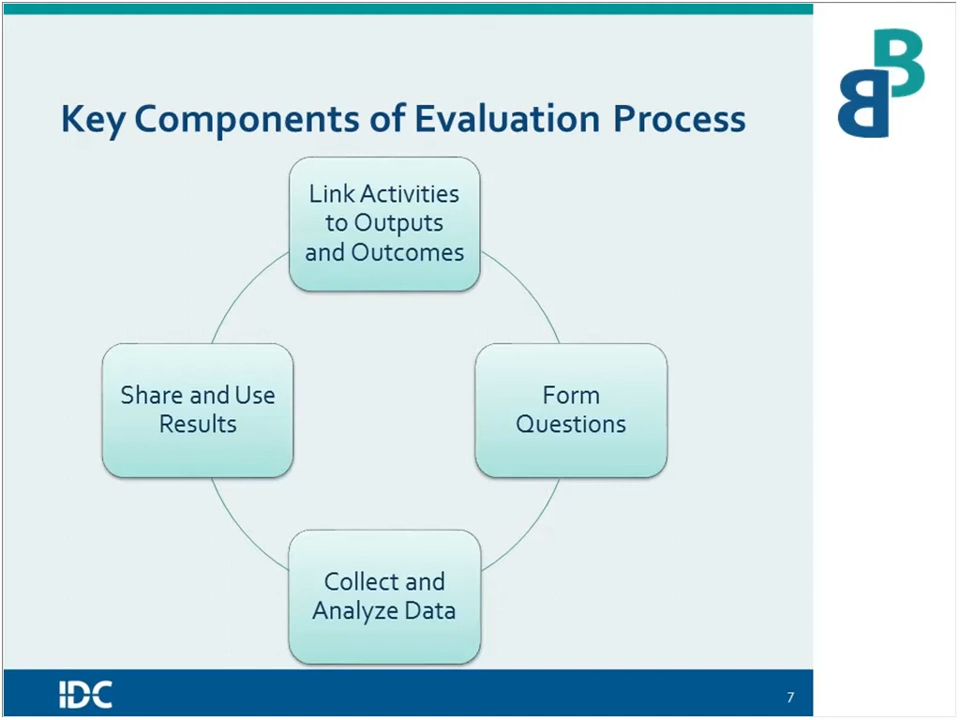 B
B
Key Components of Evaluation Process
Link Activities
to Outputs
and Outcomes
Form
Questions
Collect and
Analyze Data
Share and Use
Results
IDC
7